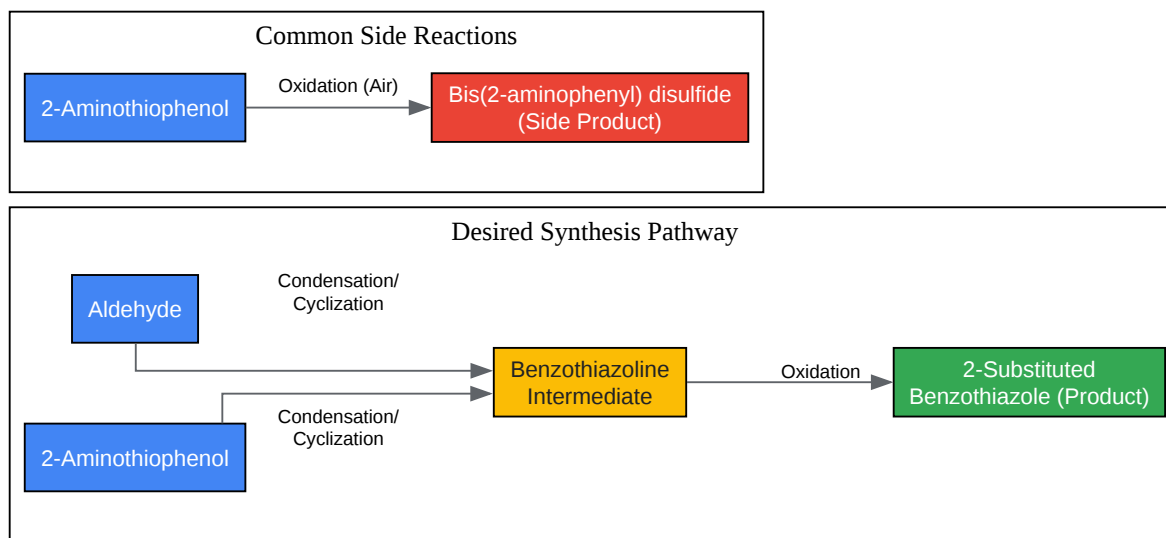 Common Side Reactions
2-Aminothiophenol
Oxidation (Air)
Bis(2-aminophenyl) disulfide
(Side Product)
Desired Synthesis Pathway
Aldehyde
Condensation/
Cyclization
2-Aminothiophenol
Condensation/
Cyclization
Benzothiazoline
Intermediate
Oxidation
2-Substituted
Benzothiazole (Product)